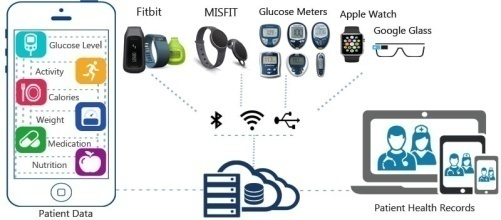 Fitbit
MISFIT
Glucose Meters
Apple Watch
Google Glass
Glucose Level
Activity
Calories
Weight
Medication
Nutrition
Patient Data
Patient Health Records